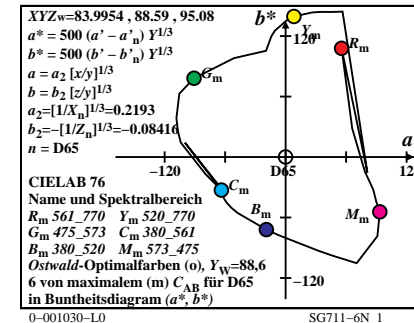 XYZw=83.9954 , 88.59 , 95.08
a* = 500 (a' − a'n) Y1/3
b* = 500 (b' − b'n) Y1/3
a = a2 [x/y]1/3
b = b2 [z/y]1/3
a2=[1/Xn]1/3=0.2193
b2=−[1/Zn]1/3=−0.08416
n = D65
b*
120
Ym
Rm
Gm
a
−120
D65
12
Cm
Bm
Mm
−120
CIELAB 76
Name und Spektralbereich
Rm 561_770 Ym 520_770
Gm 475_573 Cm 380_561
Bm 380_520 Mm 573_475
Ostwald-Optimalfarben (o), YW=88,6
6 von maximalem (m) CAB für D65
in Buntheitsdiagram (a*, b*)
0−001030−L0 SG711−6N 1